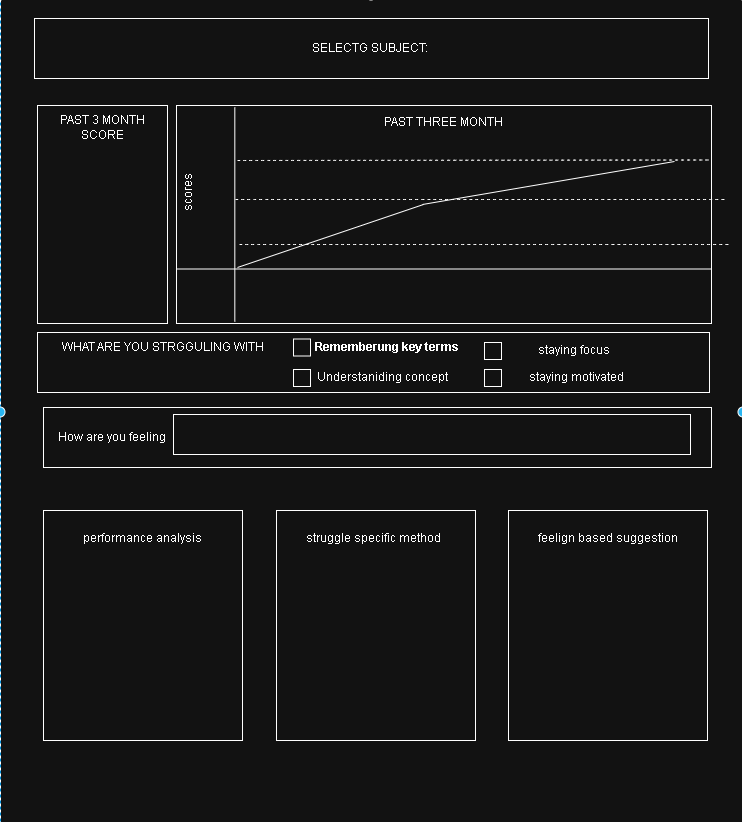 SELECTG SUBJECT:
PAST 3 MONTH
SCORE
PAST THREE MONTH
scores
WHAT ARE YOU STRGGULING WITH
Rememberung key terms
staying focus
Understaniding concept
staying motivated
How are you feeling
performance analysis
struggle specific method
feelign based suggestion